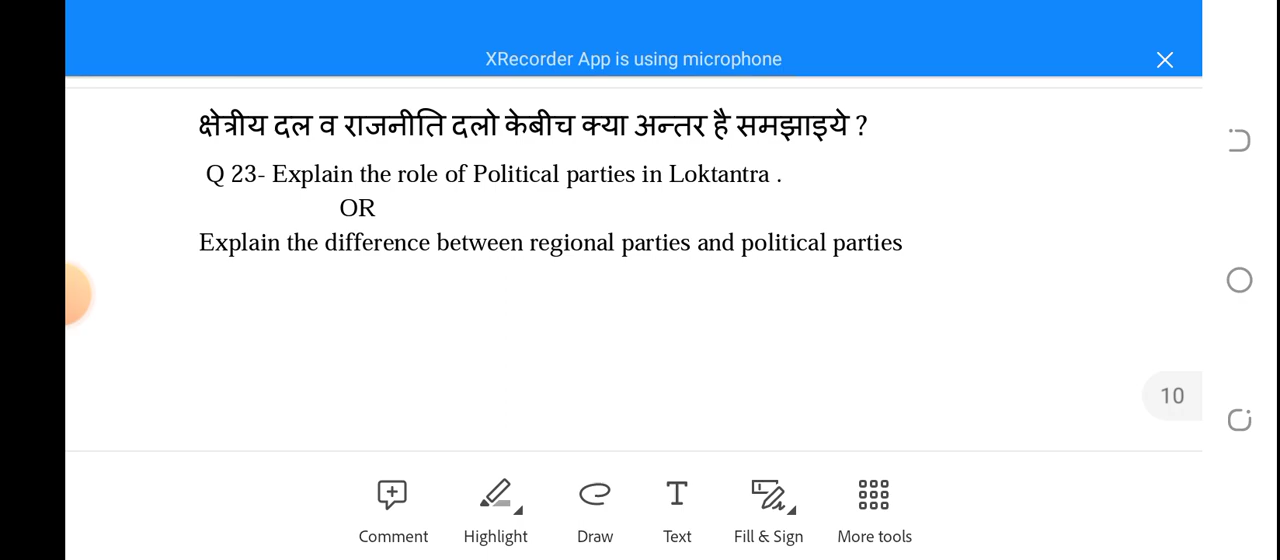 XRecorder App is using microphone
क्षेत्रीय दल व राजनीति दलो केबीच क्या अन्तर है समझाइये ?
Q 23- Explain the role of Political parties in Loktantra .
OR
Explain the difference between regional parties and political parties
10
Comment Highlight Draw Text Fill & Sign More tools